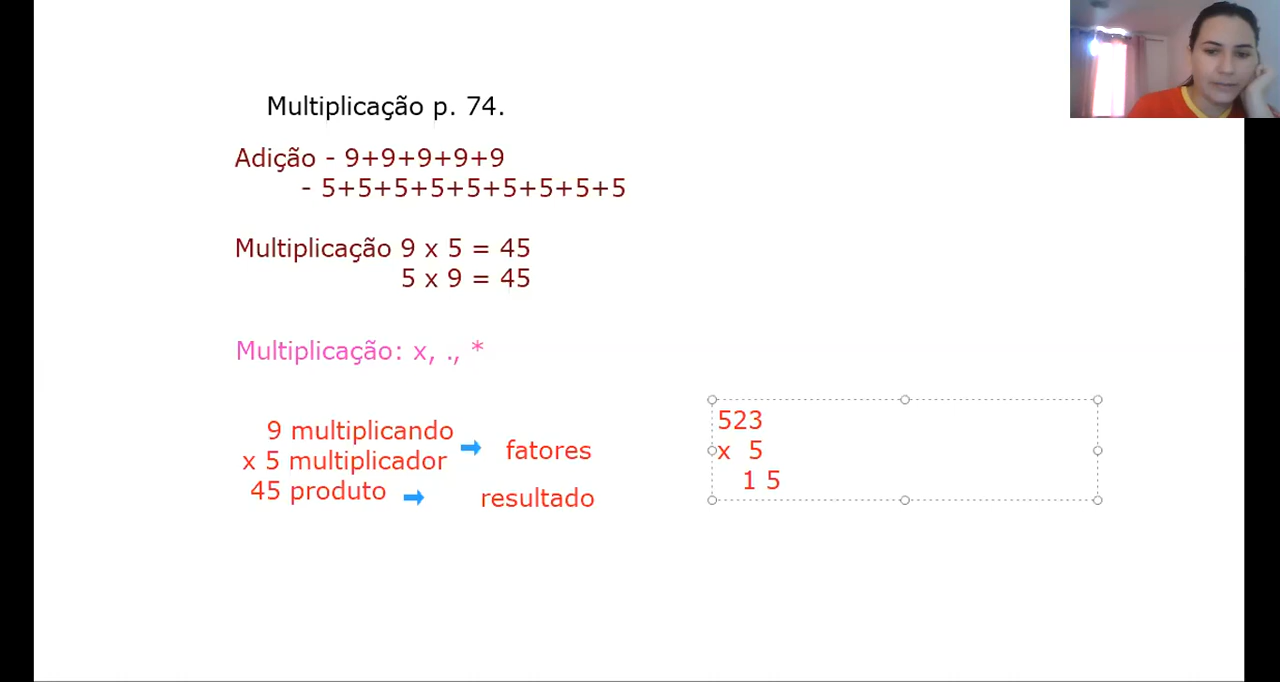 Multiplicação p. 74.
Adição - 9+9+9+9+9
- 5+5+5+5+5+5+5+5+5
Multiplicação 9 x 5 = 45
5 x 9 = 45
Multiplicação: x, ., *
9 multiplicando
x 5 multiplicador
45 produto
fatores
resultado
523
x 5
1 5